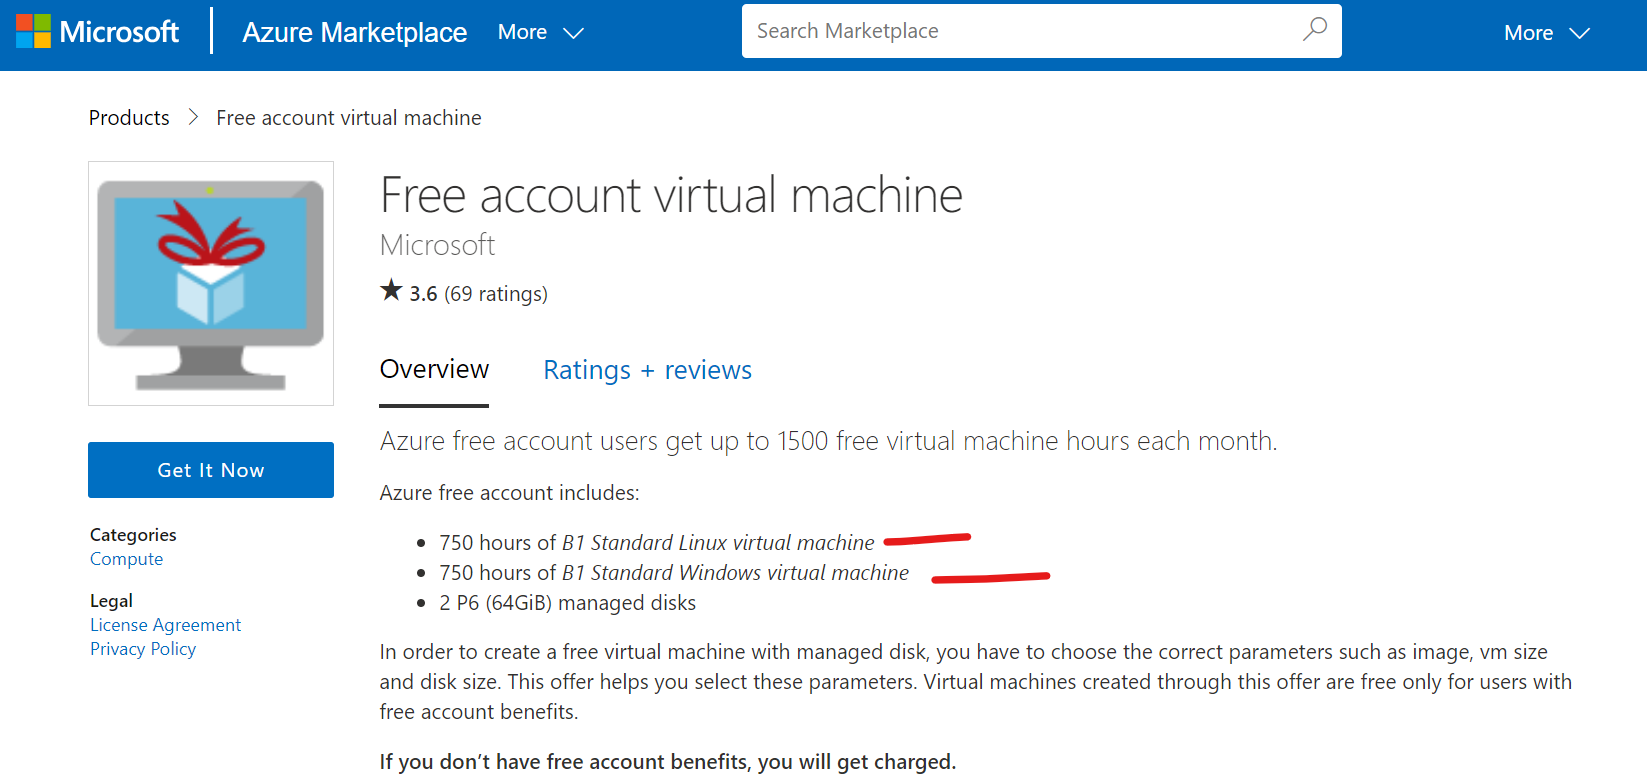 Microsoft Azure Marketplace More Search Marketplace More
Products > Free account virtual machine
Free account virtual machine
Microsoft
★ 3.6 (69 ratings)
Overview Ratings + reviews
Azure free account users get up to 1500 free virtual machine hours each month.
Get It Now
Azure free account includes:
Categories
Compute
• 750 hours of B1 Standard Linux virtual machine
• 750 hours of B1 Standard Windows virtual machine
• 2 P6 (64GiB) managed disks
Legal
License Agreement
Privacy Policy
In order to create a free virtual machine with managed disk, you have to choose the correct parameters such as image, vm size
and disk size. This offer helps you select these parameters. Virtual machines created through this offer are free only for users with
free account benefits.
If you don’t have free account benefits, you will get charged.